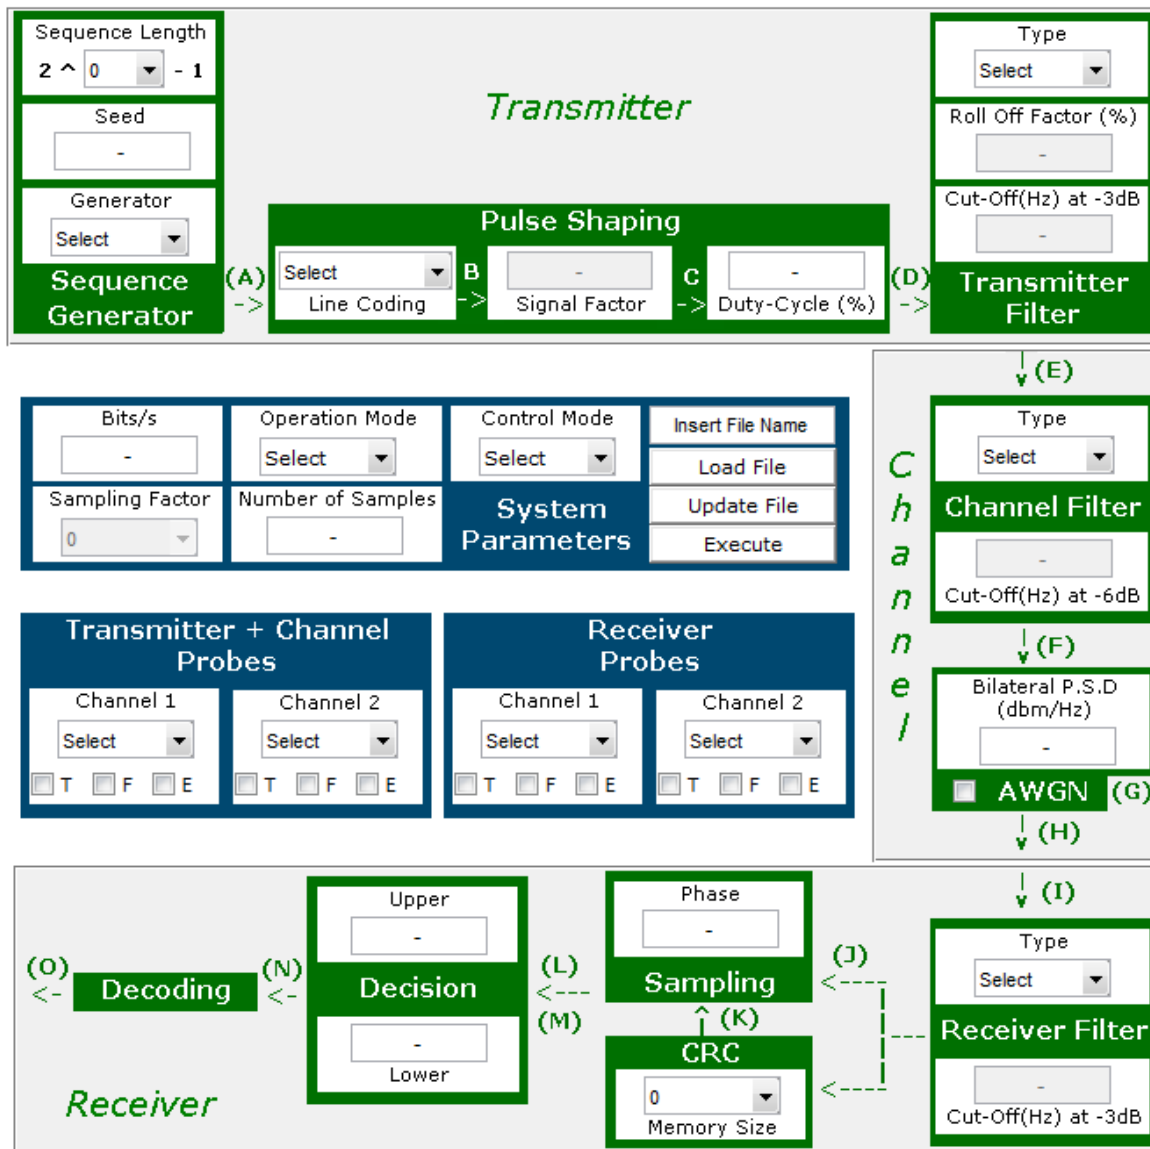 Sequence Length
2 ^ 0 - 1
Seed
-
Generator
Select
Sequence
Generator
Transmitter
(A)
->
Pulse Shaping
Select
Line Coding
B
->
-
Signal Factor
C
->
-
Duty-Cycle (%)
(D)
->
Type
Select
Roll Off Factor (%)
-
Cut-Off(Hz) at -3dB
-
Transmitter
Filter
(E)
Bits/s
-
Operation Mode
Select
Control Mode
Select
Insert File Name
Load File
Update File
Execute
Sampling Factor
0
Number of Samples
-
System
Parameters
Channel
Type
Select
Channel Filter
-
Cut-Off(Hz) at -6dB
(F)
Bilateral P.S.D
(dbm/Hz)
-
AWGN
(G)
(H)
Transmitter + Channel
Probes
Channel 1
Select
T F E
Channel 2
Select
T F E
Receiver
Probes
Channel 1
Select
T F E
Channel 2
Select
T F E
(I)
Type
Select
Receiver Filter
-
Cut-Off(Hz) at -3dB
(J)
Phase
-
Sampling
(K)
CRC
0
Memory Size
(L)
(M)
Upper
-
Decision
-
Lower
(N)
<-
Decoding
(O)
<-
Receiver